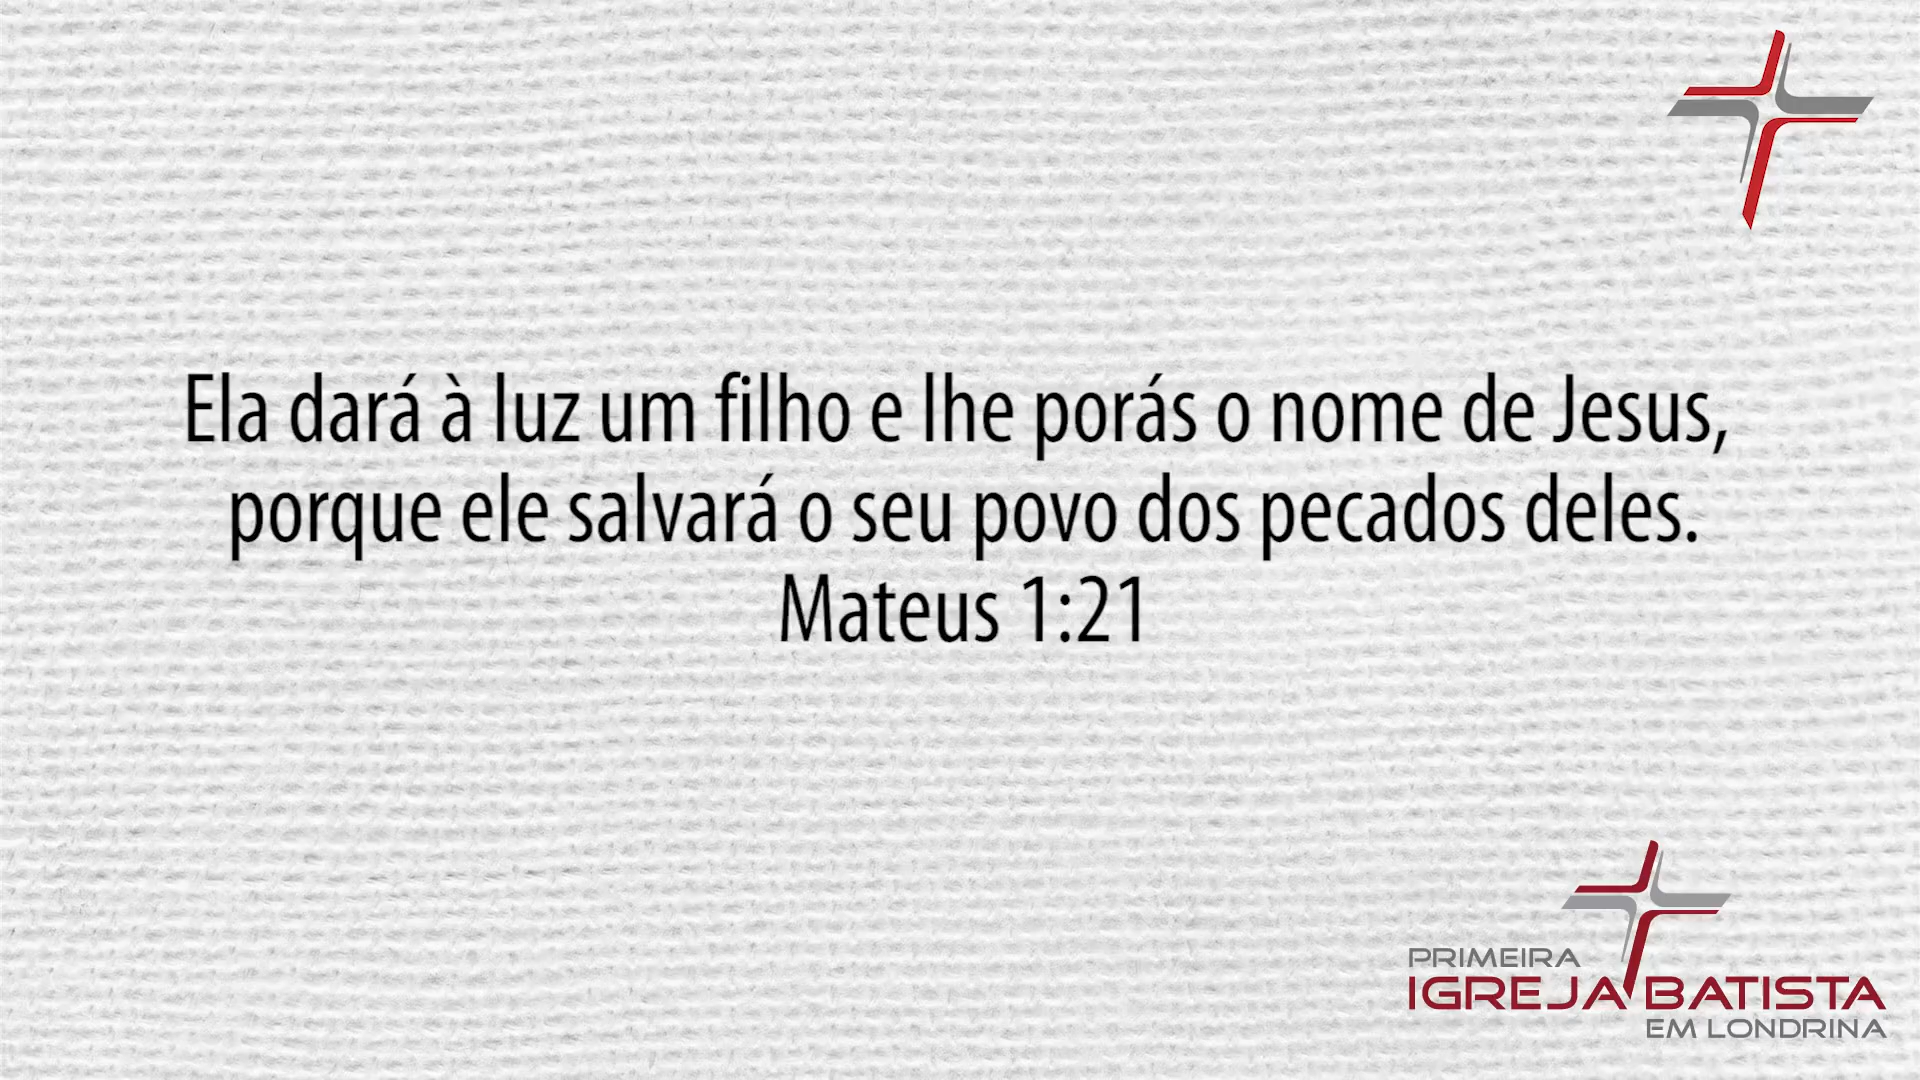 Ela dará à luz um filho e lhe porás o nome de Jesus,
porque ele salvará o seu povo dos pecados deles.
Mateus 1:21
PRIMEIRA
IGREJA BATISTA
EM LONDRINA